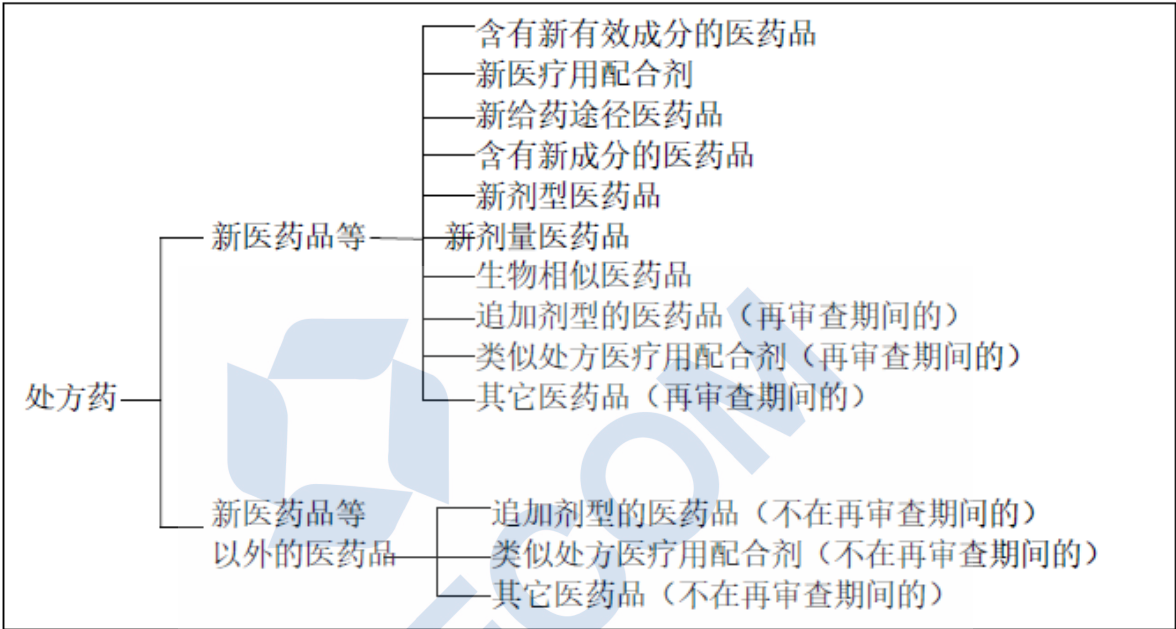 含有新有效成分的医药品
新医疗用配合剂
新给药途径医药品
含有新成分的医药品
新剂型医药品
新医药品等
新剂量医药品
生物相似医药品
追加剂型的医药品（再审查期间的）
类似处方医疗用配合剂（再审查期间的）
其它医药品（再审查期间的）
处方药
新医药品等
以外的医药品
追加剂型的医药品（不在再审查期间的）
类似处方医疗用配合剂（不在再审查期间的）
其它医药品（不在再审查期间的）